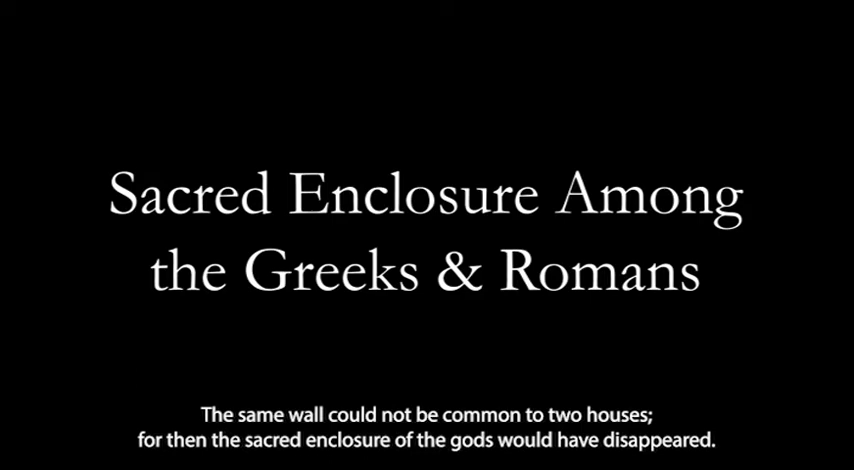 Sacred Enclosure Among
the Greeks & Romans
The same wall could not be common to two houses;
for then the sacred enclosure of the gods would have disappeared.